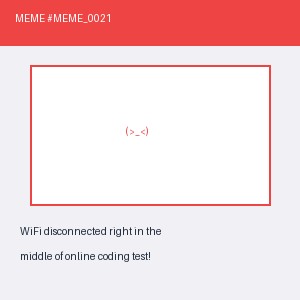 MEME #MEME_0021
(>_<)
WiFi disconnected right in the
middle of online coding test!